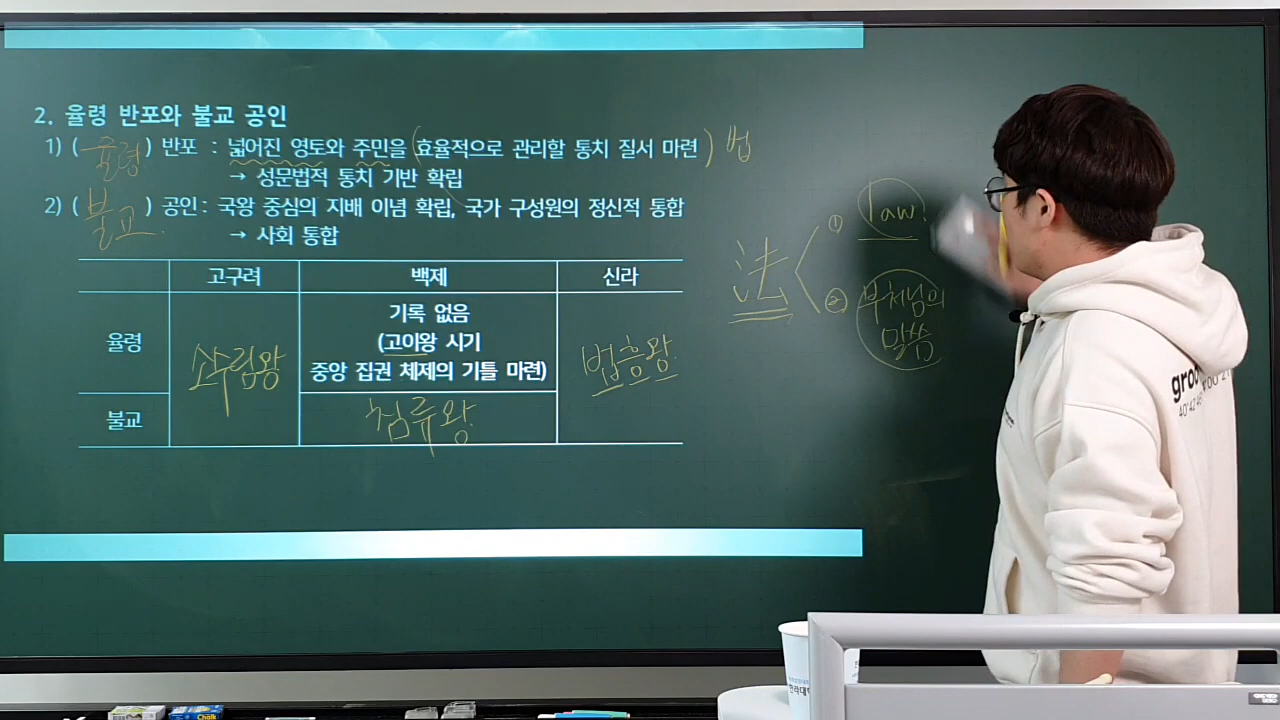 2. 율령 반포와 불교 공인
1) ( 율령 ) 반포 : 넓어진 영토와 주민을 (효율적으로 관리할 통치 질서 마련) 법
→ 성문법적 통치 기반 확립
2) ( 불교 ) 공인 : 국왕 중심의 지배 이념 확립, 국가 구성원의 정신적 통합
→ 사회 통합
고구려 백제 신라
율령 소수림왕 기록 없음 법흥왕
(고이왕 시기
중앙 집권 체제의 기틀 마련)
불교 침류왕
法 ① law.
② 부처님의
말씀
Chalk